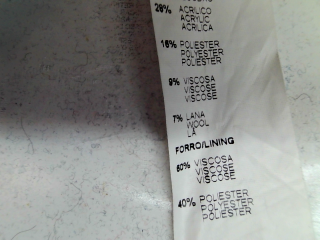 28% ACRILICO
ACRYLIC
ACRILICA
16% POLIESTER
POLYESTER
POLIESTER
9% VISCOSA
VISCOSE
VISCOSE
7% LANA
WOOL
LA
FORRO/LINING
60% VISCOSA
VISCOSE
VISCOSE
40% POLIESTER
POLYESTER
POLIESTER